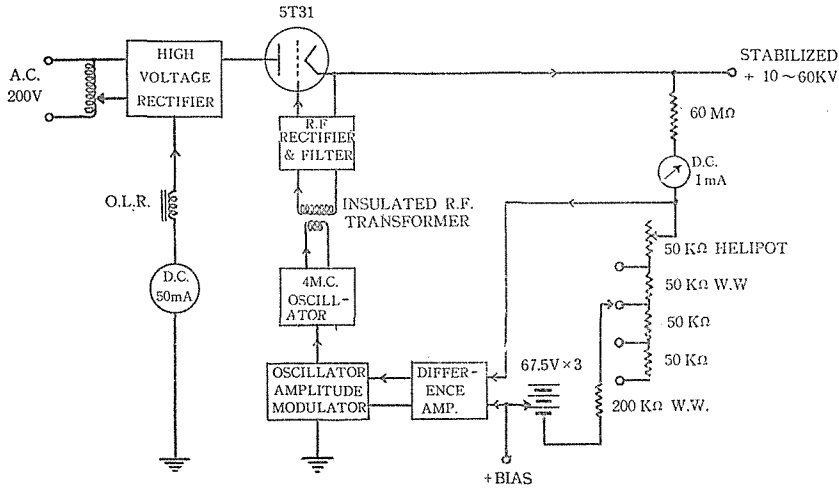 5T31
A.C.
200V
HIGH
VOLTAGE
RECTIFIER
STABILIZED
+ 10～60KV
R.F
RECTIFIER
& FILTER
60 MΩ
D.C.
1mA
O.L.R.
INSULATED R.F.
TRANSFORMER
D.C.
50mA
4M.C.
OSCILL-
ATOR
50 KΩ HELIPOT
50 KΩ W.W
50 KΩ
50 KΩ
OSCILLATOR
AMPLITUDE
MODULATOR
DIFFER-
ENCE
AMP.
67.5V×3
200 KΩ W.W.
+BIAS